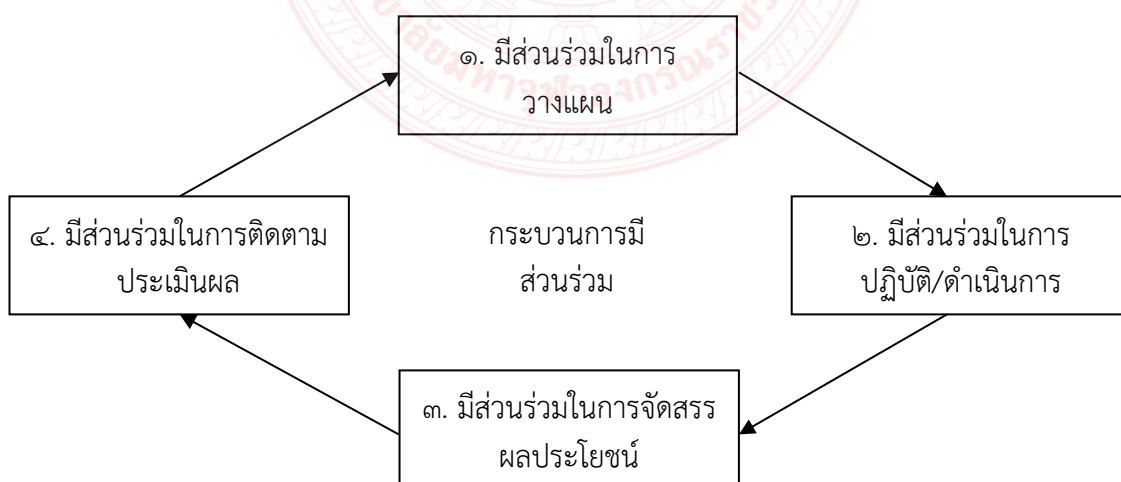 ๑. มีส่วนร่วมในการ
วางแผน
๔. มีส่วนร่วมในการติดตาม
ประเมินผล
กระบวนการมี
ส่วนร่วม
๒. มีส่วนร่วมในการ
ปฏิบัติ/ดำเนินการ
๓. มีส่วนร่วมในการจัดสรร
ผลประโยชน์